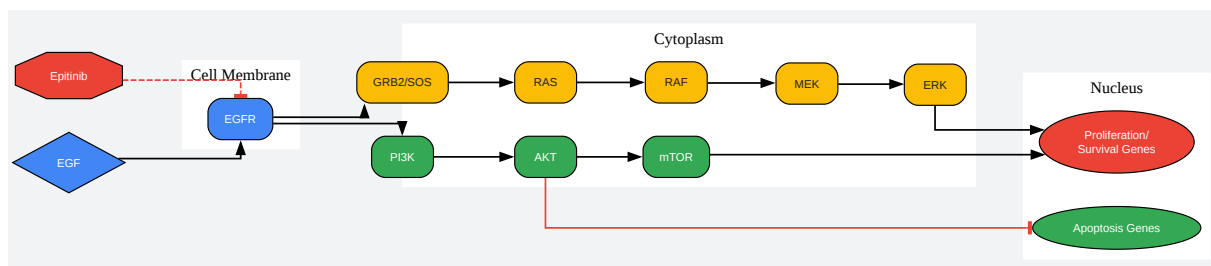 Cytoplasm
Epitinib
Cell Membrane
GRB2/SOS
RAS
RAF
MEK
ERK
Nucleus
EGFR
Proliferation/
Survival Genes
EGF
PI3K
AKT
mTOR
Apoptosis Genes